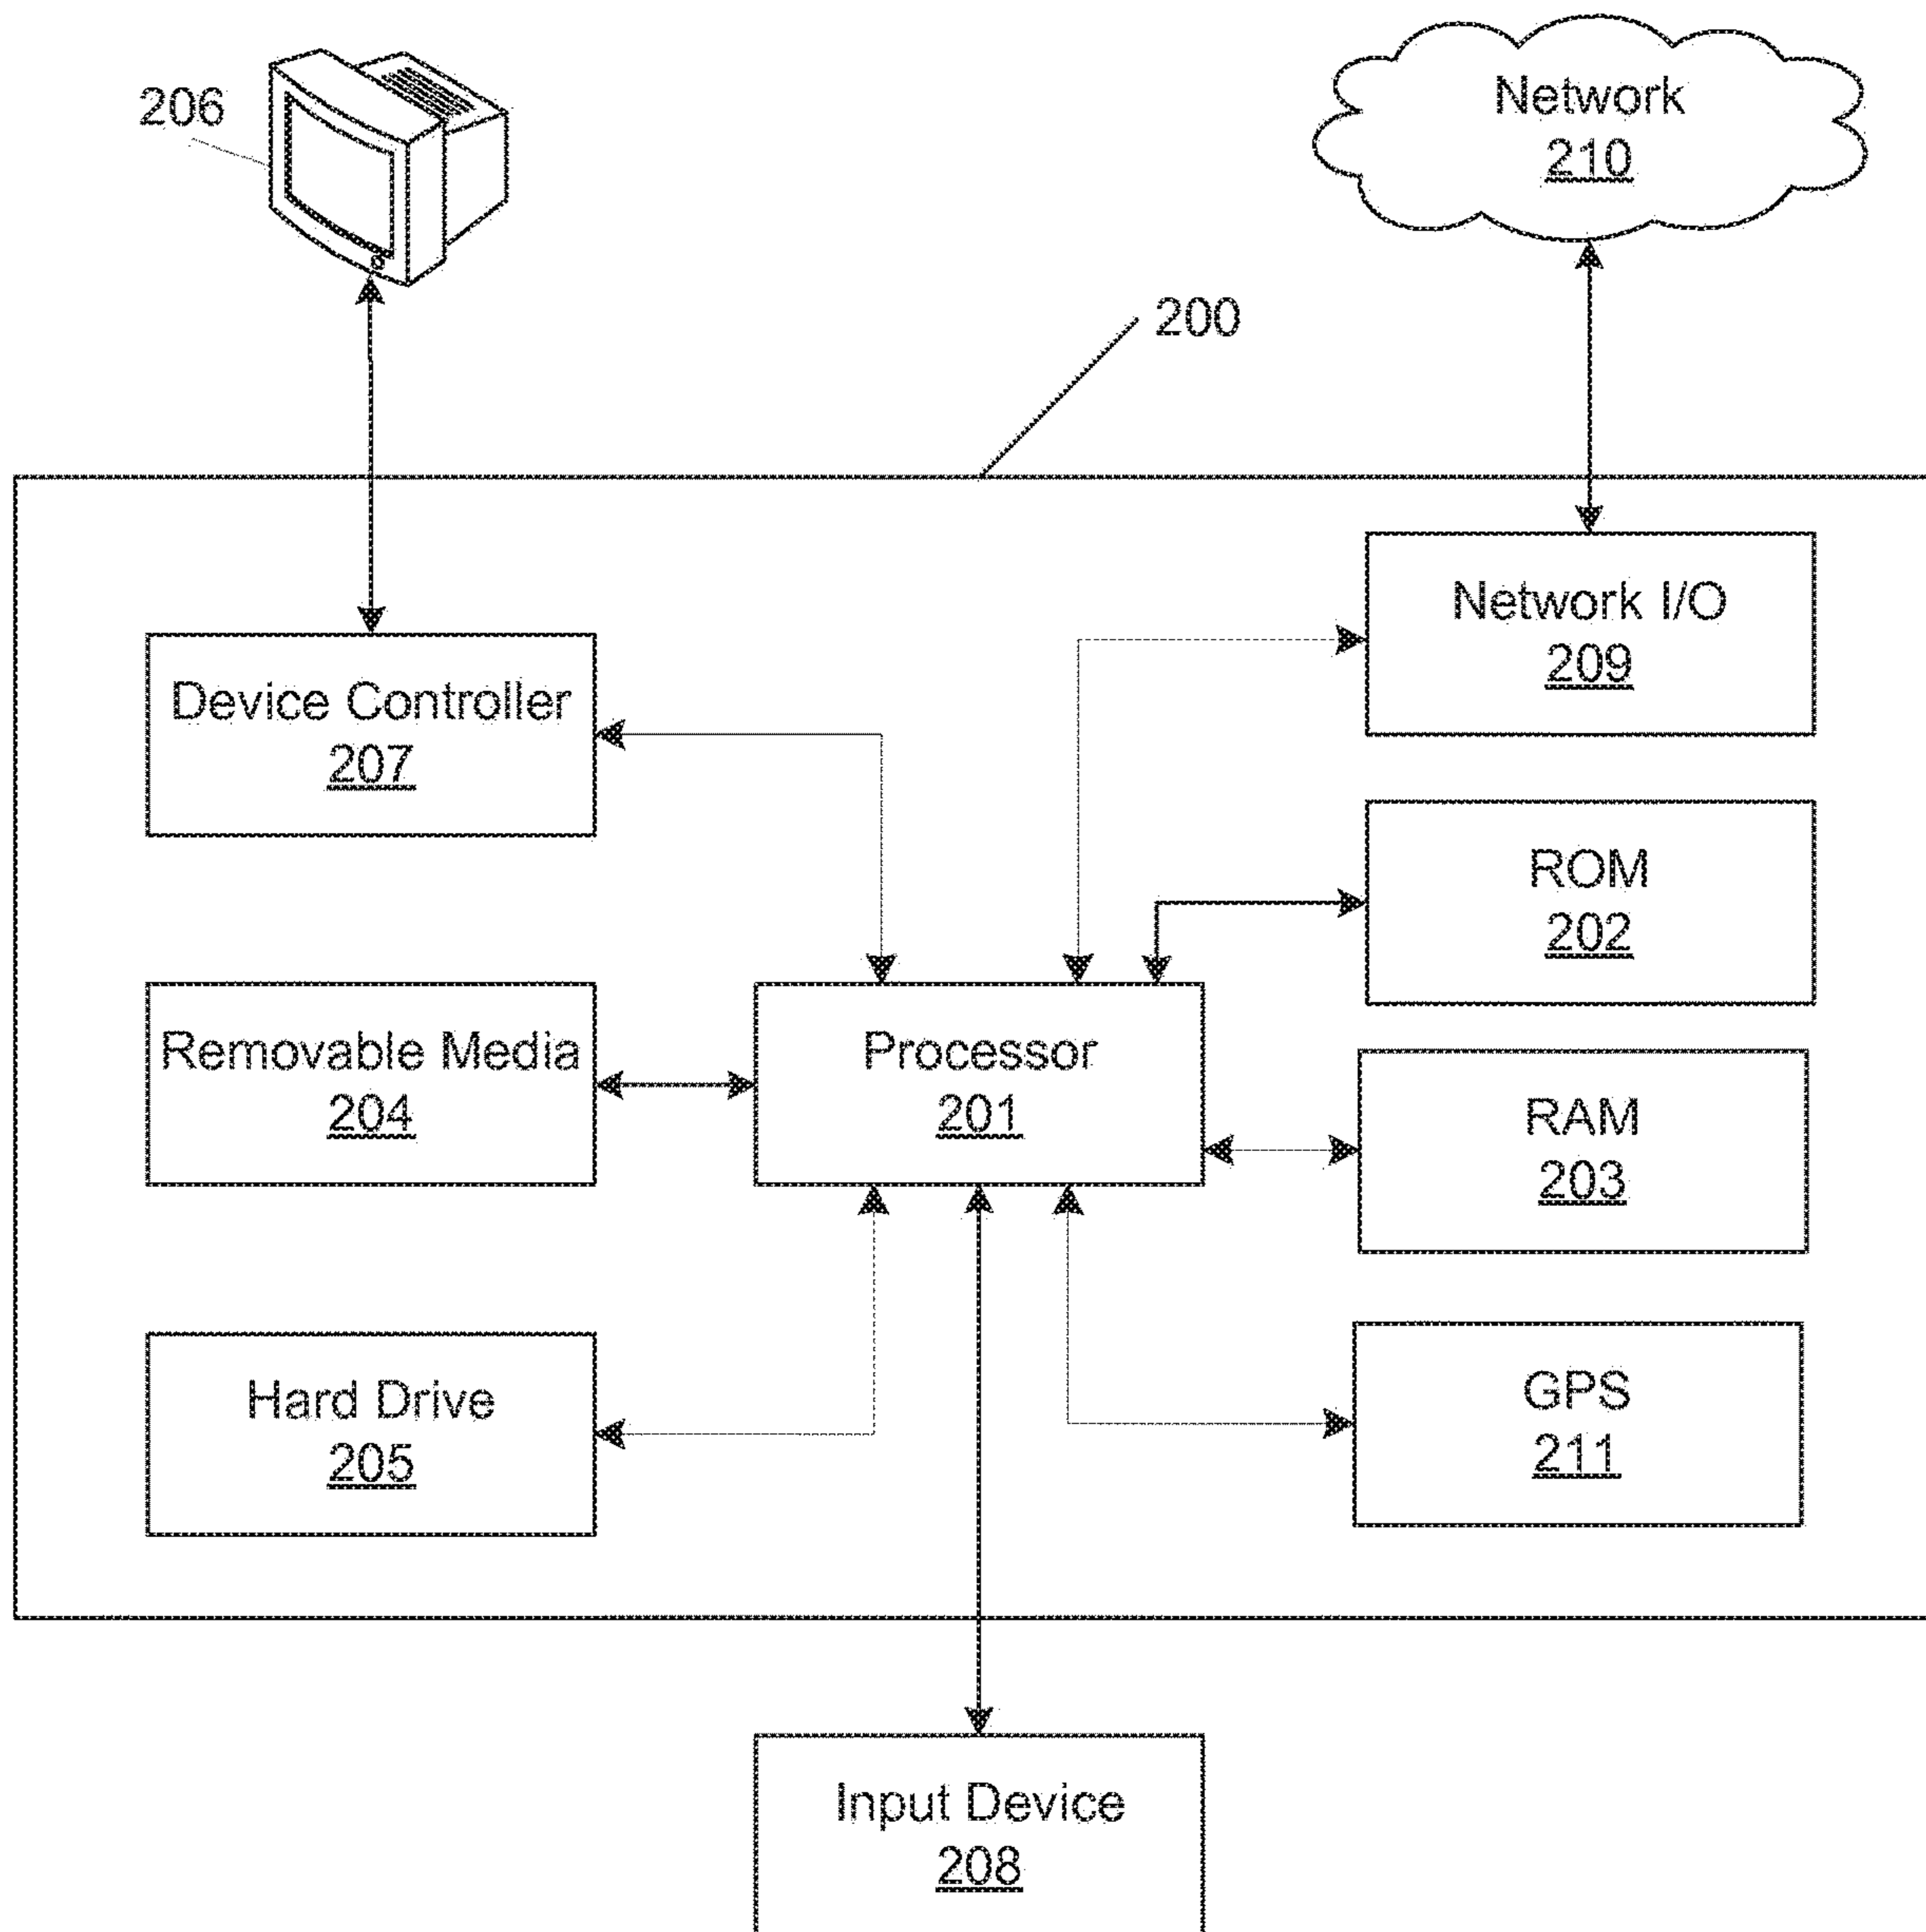 206
Network
210
200
Network I/O
209
Device Controller
207
ROM
202
Removable Media
204
Processor
201
RAM
203
Hard Drive
205
GPS
211
Input Device
208